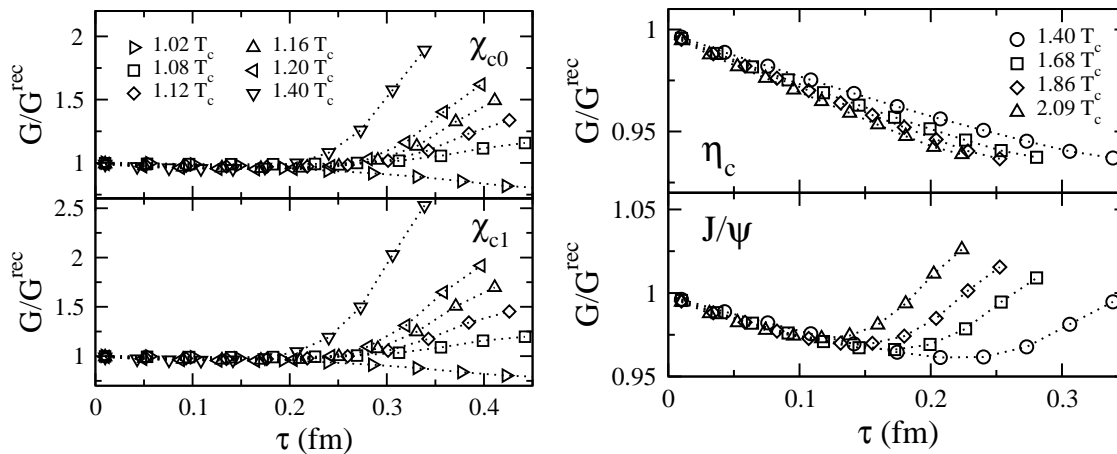 2
1.5
1
G/G^rec
1.02 T_c
1.08 T_c
1.12 T_c
1.16 T_c
1.20 T_c
1.40 T_c
χ_c0
2.5
2
1.5
1
G/G^rec
χ_c1
0 0.1 0.2 0.3 0.4
τ (fm)
1
0.95
G/G^rec
1.40 T_c
1.68 T_c
1.86 T_c
2.09 T_c
η_c
1.05
1
0.95
G/G^rec
J/ψ
0 0.1 0.2 0.3
τ (fm)